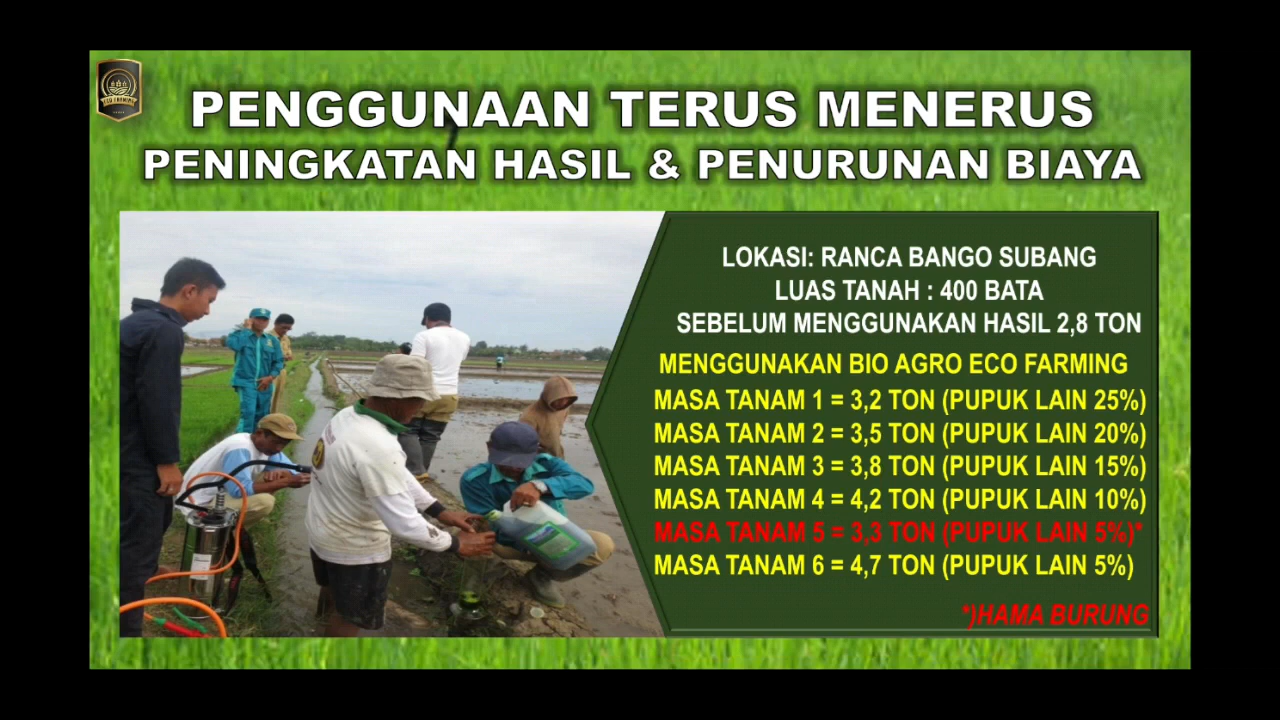 ECO FARMING
PENGGUNAAN TERUS MENERUS
PENINGKATAN HASIL & PENURUNAN BIAYA
LOKASI: RANCA BANGO SUBANG
LUAS TANAH : 400 BATA
SEBELUM MENGGUNAKAN HASIL 2,8 TON
MENGGUNAKAN BIO AGRO ECO FARMING
MASA TANAM 1 = 3,2 TON (PUPUK LAIN 25%)
MASA TANAM 2 = 3,5 TON (PUPUK LAIN 20%)
MASA TANAM 3 = 3,8 TON (PUPUK LAIN 15%)
MASA TANAM 4 = 4,2 TON (PUPUK LAIN 10%)
MASA TANAM 5 = 3,3 TON (PUPUK LAIN 5%)*
MASA TANAM 6 = 4,7 TON (PUPUK LAIN 5%)
*)HAMA BURUNG